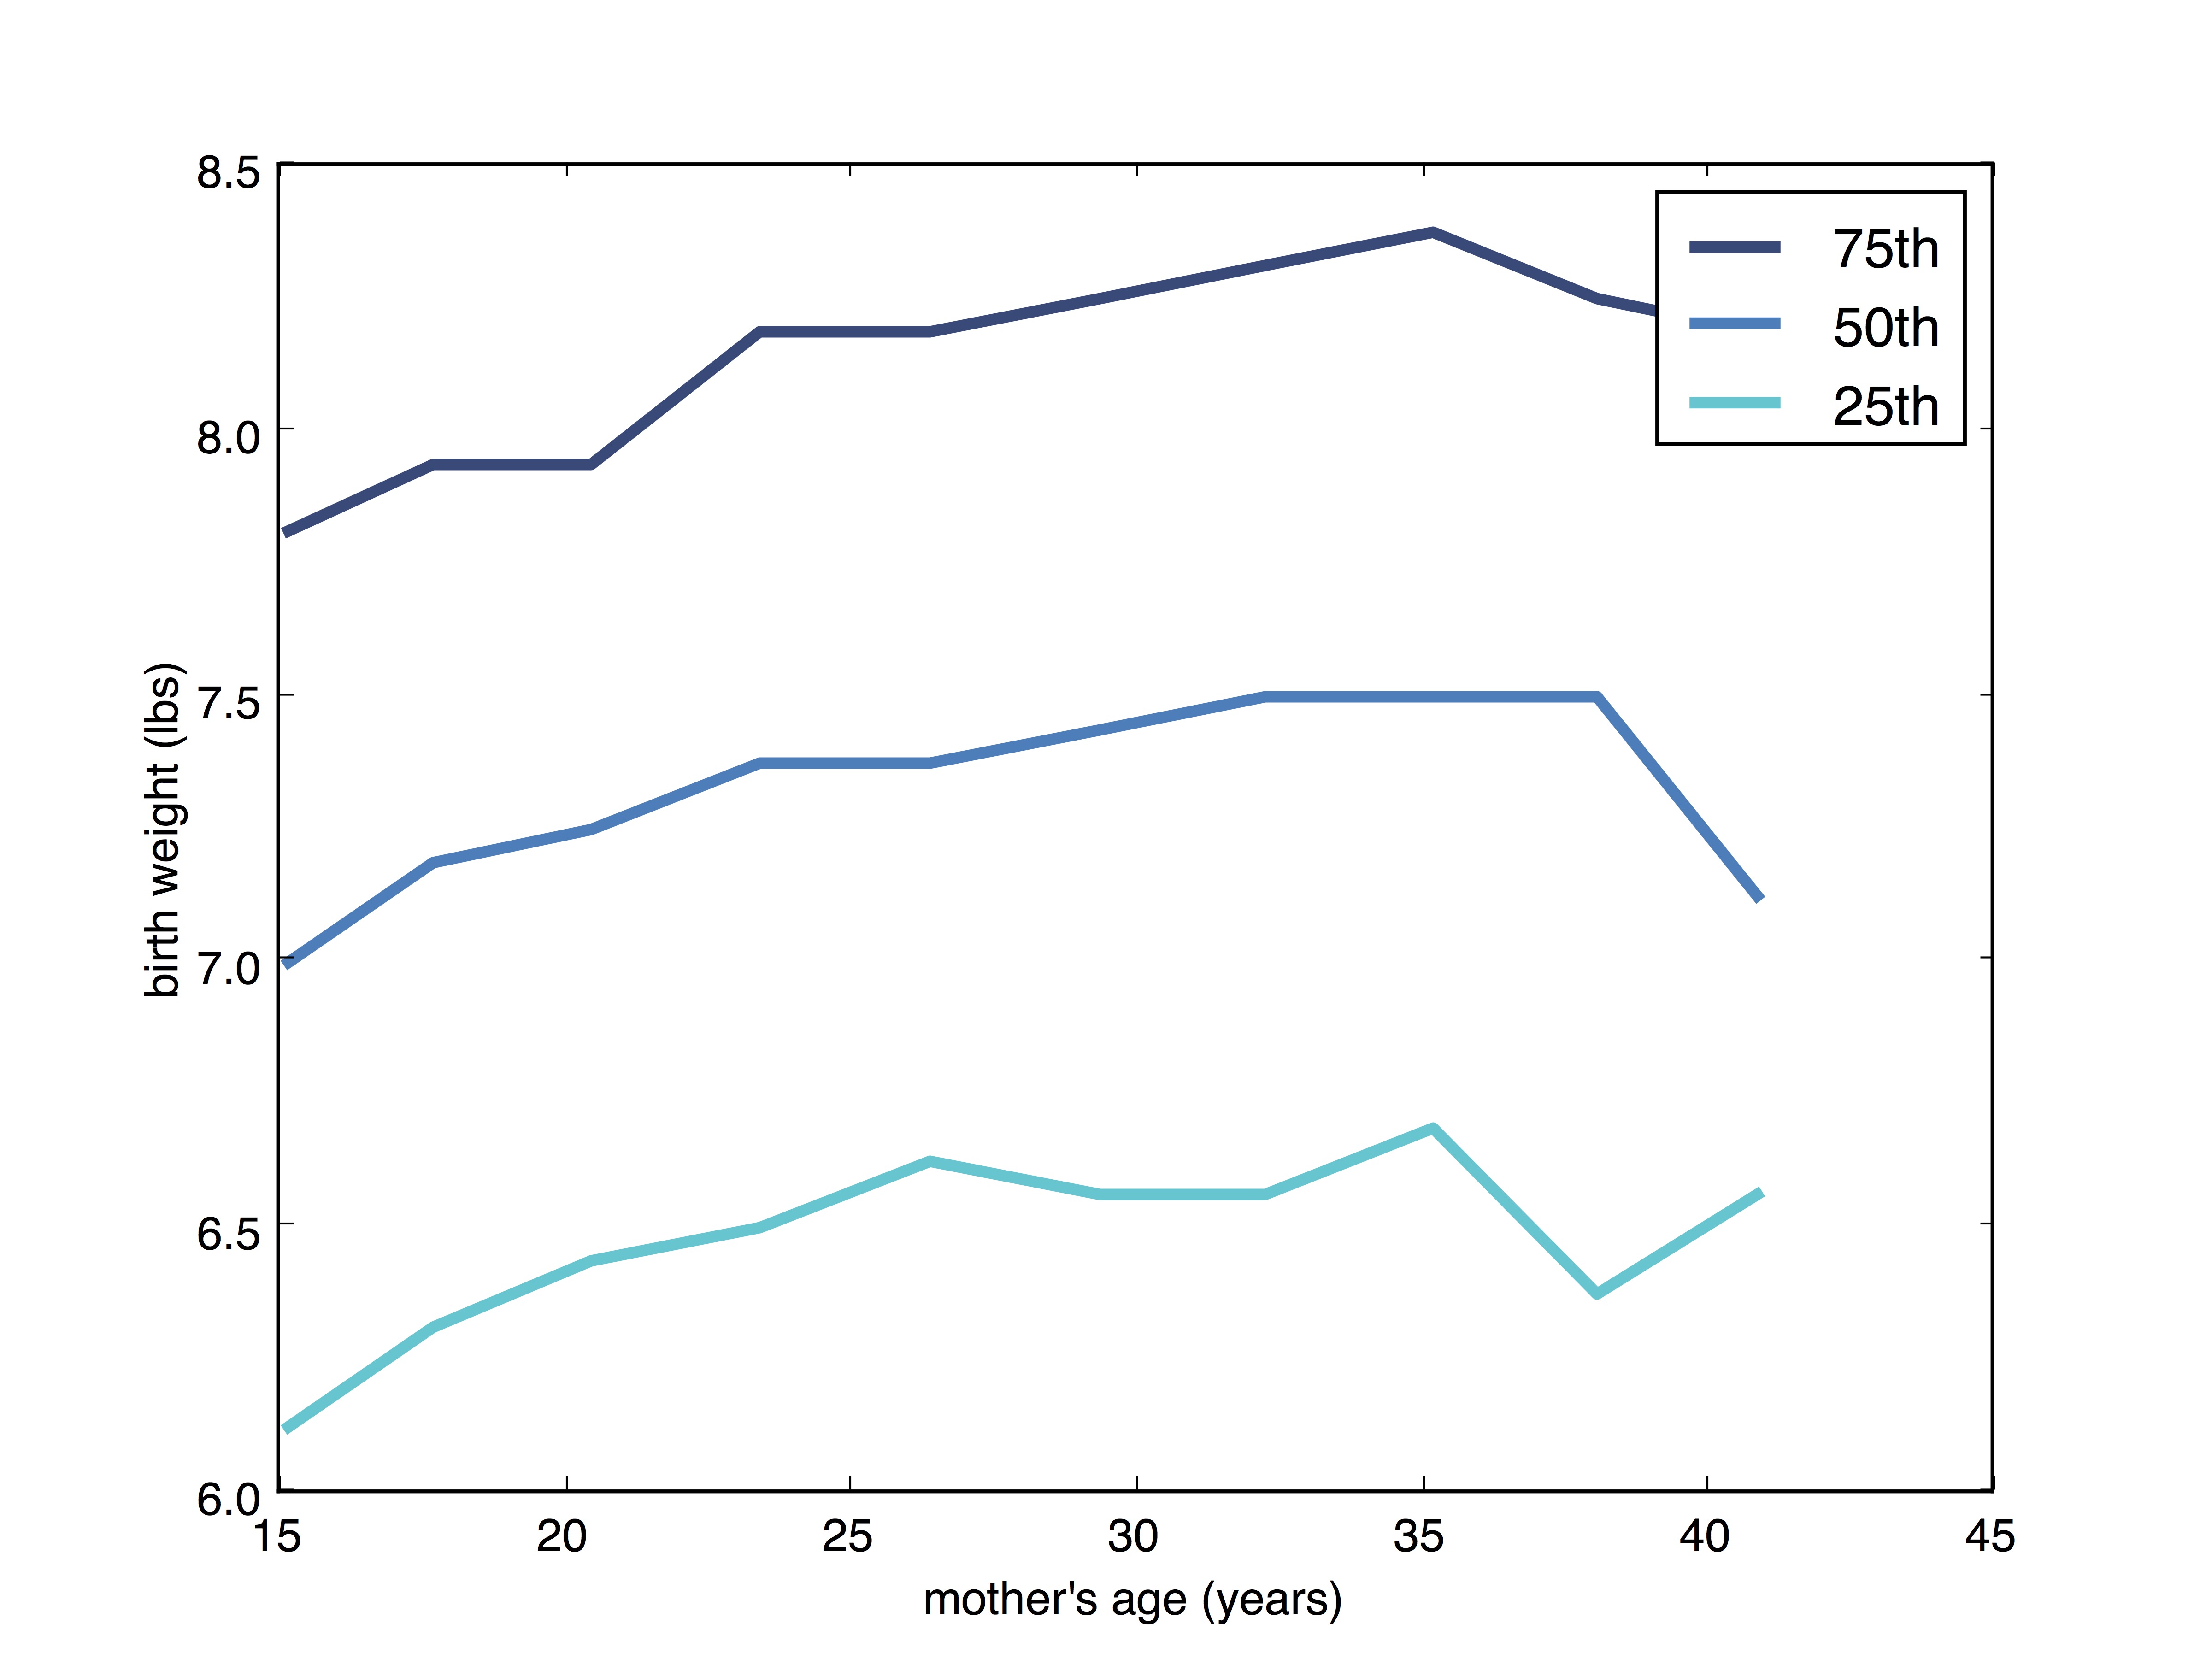 8.5
8.0
7.5
7.0
6.5
6.0
birth weight (lbs)
75th
50th
25th
15 20 25 30 35 40 45
mother's age (years)